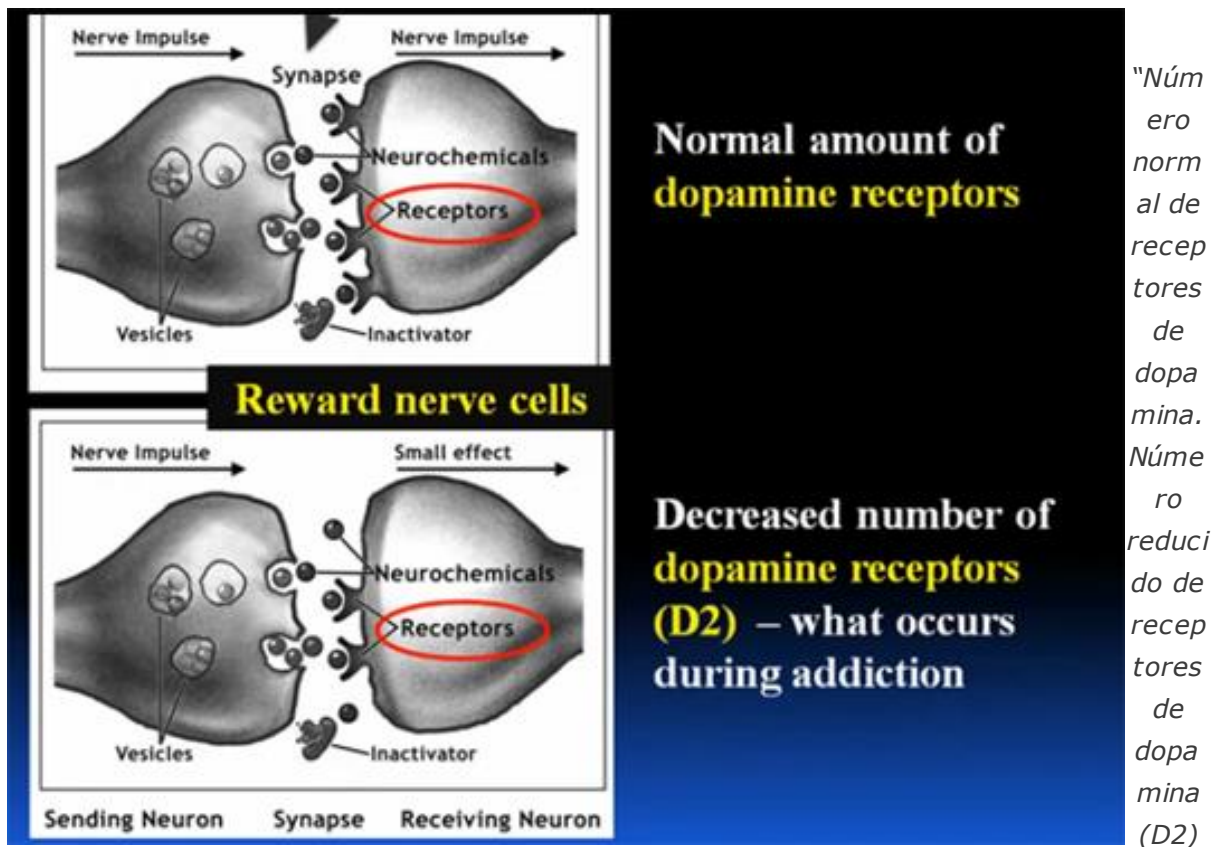 Nerve Impulse
Nerve Impulse
Synapse
Neurochemicals
Receptors
Vesicles
Inactivator
Normal amount of
dopamine receptors
Reward nerve cells
Nerve Impulse
Small effect
Neurochemicals
Receptors
Vesicles
Inactivator
Sending Neuron
Synapse
Receiving Neuron
Decreased number of
dopamine receptors
(D2) – what occurs
during addiction
“Núm
ero
norm
al de
recep
tores
de
dopa
mina.
Núme
ro
reduci
do de
recep
tores
de
dopa
mina
(D2)